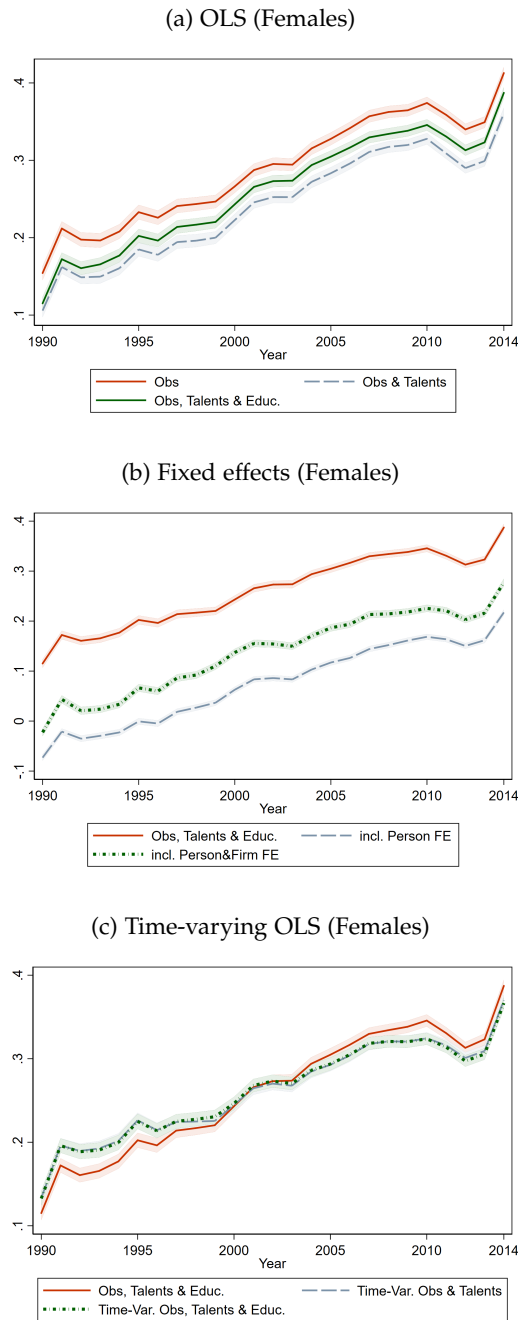 (a) OLS (Females)
.4
.3
.2
.1
1990 1995 2000 2005 2010 2014
Year
Obs Obs & Talents
Obs, Talents & Educ.
(b) Fixed effects (Females)
.4
.3
.2
.1
0
-.1
1990 1995 2000 2005 2010 2014
Year
Obs, Talents & Educ. incl. Person FE
incl. Person&Firm FE
(c) Time-varying OLS (Females)
.4
.3
.2
.1
1990 1995 2000 2005 2010 2014
Year
Obs, Talents & Educ. Time-Var. Obs & Talents
Time-Var. Obs, Talents & Educ.